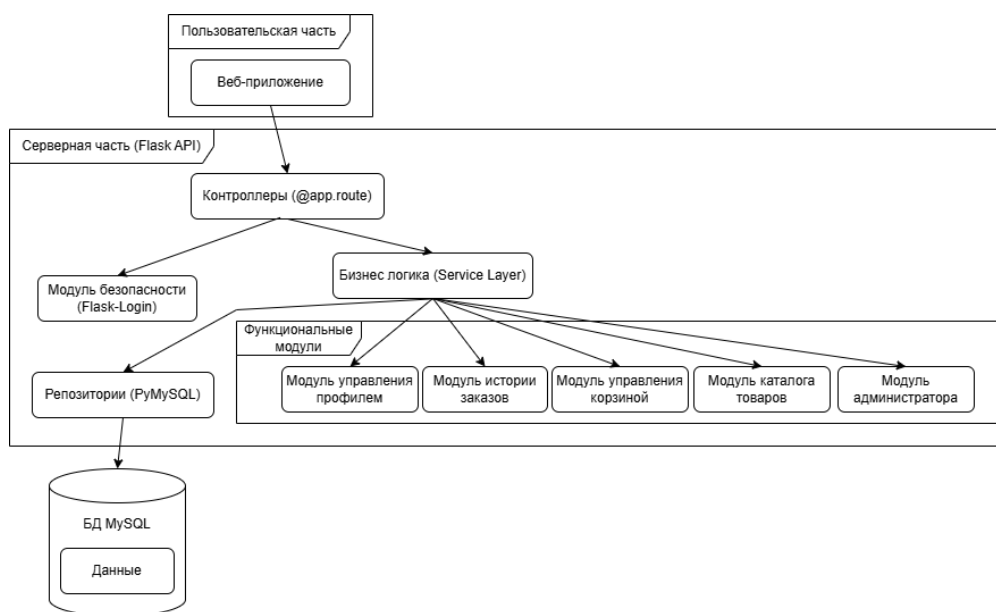 Пользовательская часть
Веб-приложение
Серверная часть (Flask API)
Контроллеры (@app.route)
Модуль безопасности
(Flask-Login)
Бизнес логика (Service Layer)
Функциональные
модули
Репозитории (PyMySQL)
Модуль управления
профилем
Модуль истории
заказов
Модуль управления
корзиной
Модуль каталога
товаров
Модуль
администратора
БД MySQL
Данные